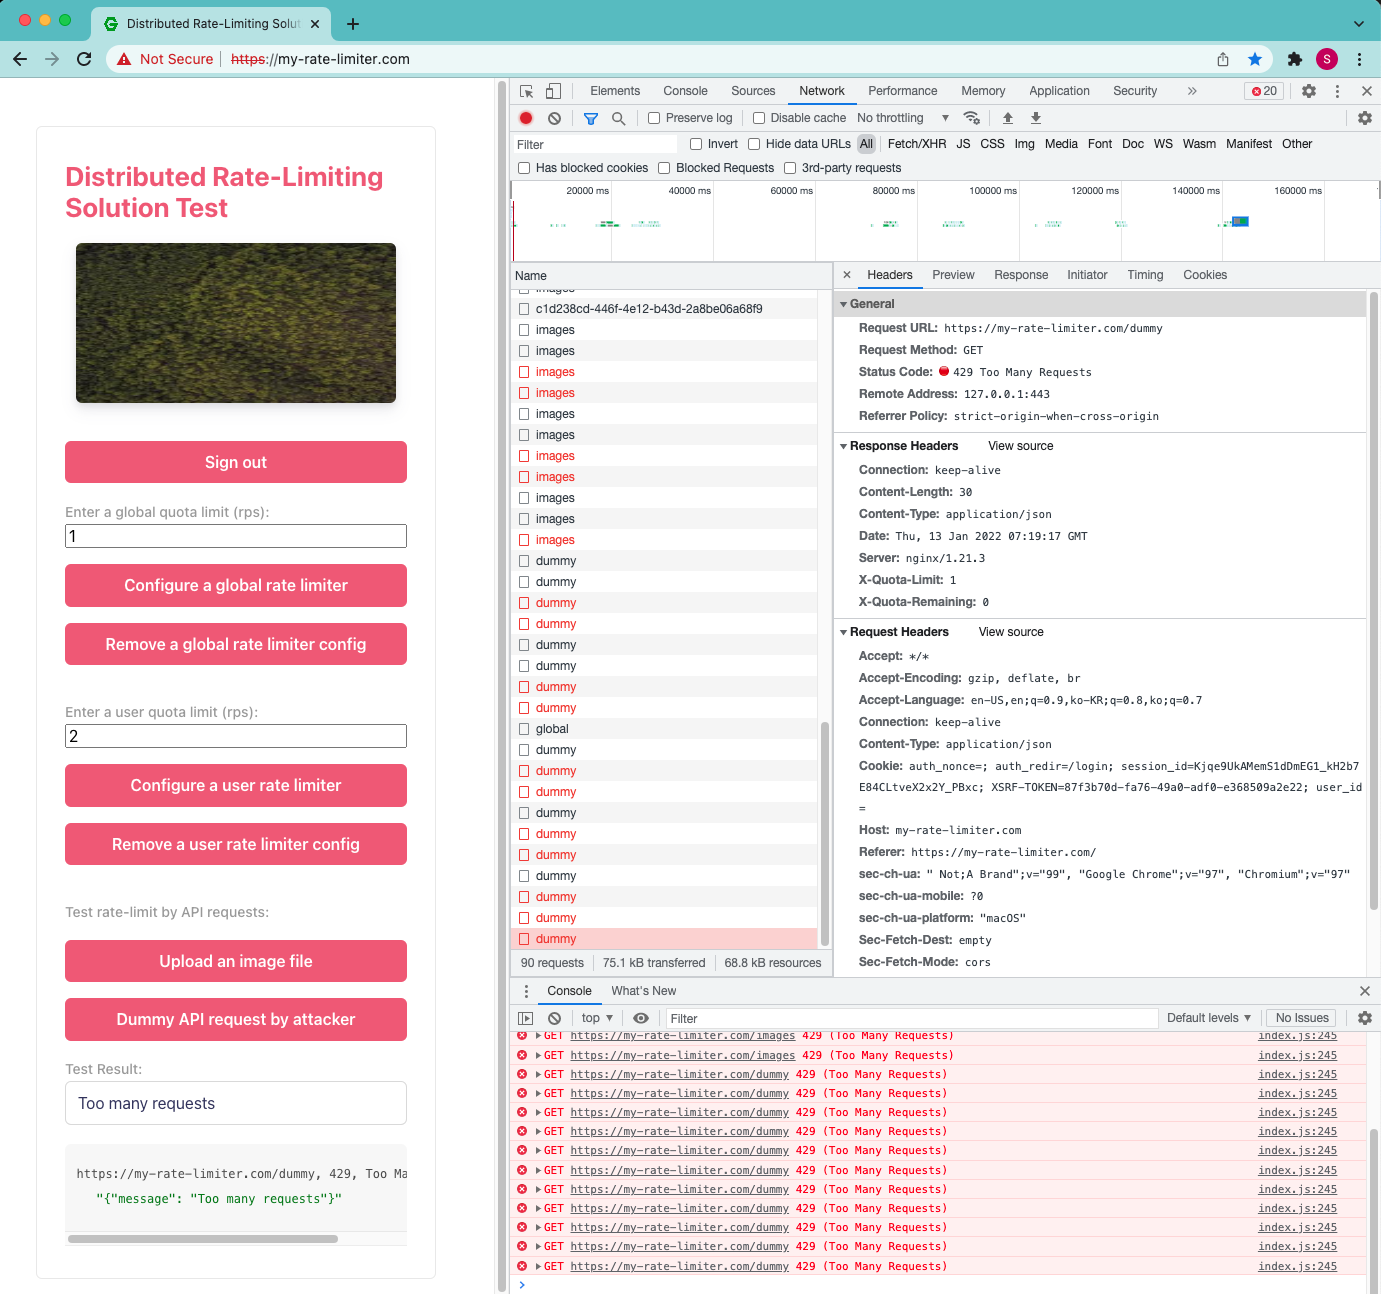 Distributed Rate-Limiting Solut
Not Secure
https://my-rate-limiter.com
S
Distributed Rate-Limiting
Solution Test
Sign out
Enter a global quota limit (rps):
1
Configure a global rate limiter
Remove a global rate limiter config
Enter a user quota limit (rps):
2
Configure a user rate limiter
Remove a user rate limiter config
Test rate-limit by API requests:
Upload an image file
Dummy API request by attacker
Test Result:
Too many requests
https://my-rate-limiter.com/dummy, 429, Too Ma
"{"message": "Too many requests"}"
Elements Console Sources Network Performance Memory Application Security » 20
Preserve log Disable cache No throttling
Filter Invert Hide data URLs All Fetch/XHR JS CSS Img Media Font Doc WS Wasm Manifest Other
Has blocked cookies Blocked Requests 3rd-party requests
20000 ms 40000 ms 60000 ms 80000 ms 100000 ms 120000 ms 140000 ms 160000 ms
Name
images
c1d238cd-446f-4e12-b43d-2a8be06a68f9
images
images
images
images
images
images
images
images
images
images
images
dummy
dummy
dummy
dummy
dummy
dummy
dummy
dummy
global
dummy
dummy
dummy
dummy
dummy
dummy
dummy
dummy
dummy
dummy
90 requests 75.1 kB transferred 68.8 kB resources
Headers Preview Response Initiator Timing Cookies
General
Request URL: https://my-rate-limiter.com/dummy
Request Method: GET
Status Code: 429 Too Many Requests
Remote Address: 127.0.0.1:443
Referrer Policy: strict-origin-when-cross-origin
Response Headers View source
Connection: keep-alive
Content-Length: 30
Content-Type: application/json
Date: Thu, 13 Jan 2022 07:19:17 GMT
Server: nginx/1.21.3
X-Quota-Limit: 1
X-Quota-Remaining: 0
Request Headers View source
Accept: */*
Accept-Encoding: gzip, deflate, br
Accept-Language: en-US,en;q=0.9,ko-KR;q=0.8,ko;q=0.7
Connection: keep-alive
Content-Type: application/json
Cookie: auth_nonce=; auth_redir=/login; session_id=Kjqe9UkAMemS1dDmEG1_kH2b7
E84CLtveX2x2Y_PBxc; XSRF-TOKEN=87f3b70d-fa76-49a0-adf0-e368509a2e22; user_id
=
Host: my-rate-limiter.com
Referer: https://my-rate-limiter.com/
sec-ch-ua: " Not;A Brand";v="99", "Google Chrome";v="97", "Chromium";v="97"
sec-ch-ua-mobile: ?0
sec-ch-ua-platform: "macOS"
Sec-Fetch-Dest: empty
Sec-Fetch-Mode: cors
Console What's New
top Filter Default levels No Issues
GET https://my-rate-limiter.com/images 429 (Too Many Requests) index.js:245
GET https://my-rate-limiter.com/images 429 (Too Many Requests) index.js:245
GET https://my-rate-limiter.com/dummy 429 (Too Many Requests) index.js:245
GET https://my-rate-limiter.com/dummy 429 (Too Many Requests) index.js:245
GET https://my-rate-limiter.com/dummy 429 (Too Many Requests) index.js:245
GET https://my-rate-limiter.com/dummy 429 (Too Many Requests) index.js:245
GET https://my-rate-limiter.com/dummy 429 (Too Many Requests) index.js:245
GET https://my-rate-limiter.com/dummy 429 (Too Many Requests) index.js:245
GET https://my-rate-limiter.com/dummy 429 (Too Many Requests) index.js:245
GET https://my-rate-limiter.com/dummy 429 (Too Many Requests) index.js:245
GET https://my-rate-limiter.com/dummy 429 (Too Many Requests) index.js:245
GET https://my-rate-limiter.com/dummy 429 (Too Many Requests) index.js:245
GET https://my-rate-limiter.com/dummy 429 (Too Many Requests) index.js:245